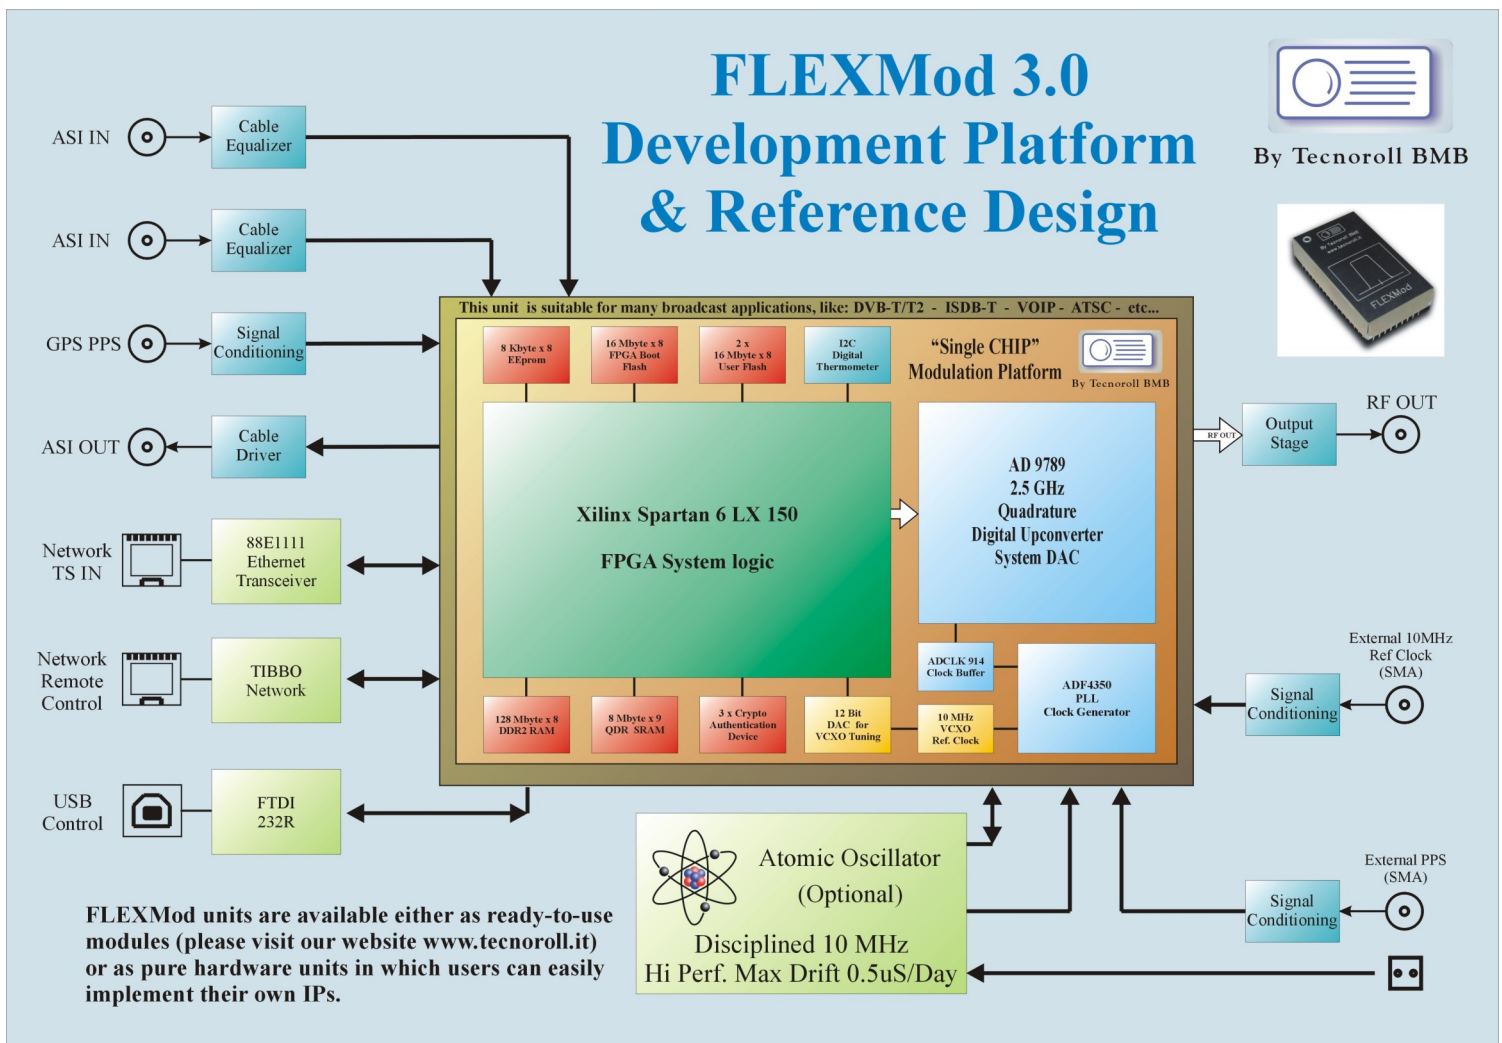 FLEXMod 3.0
Development Platform
& Reference Design
By Tecnoroll BMB
ASI IN
Cable
Equalizer
ASI IN
Cable
Equalizer
GPS PPS
Signal
Conditioning
ASI OUT
Cable
Driver
Network
TS IN
88E1111
Ethernet
Transceiver
Network
Remote
Control
TIBBO
Network
USB
Control
FTDI
232R
This unit is suitable for many broadcast applications, like: DVB-T/T2 - ISDB-T - VOIP - ATSC - etc...
8 Kbyte x 8
EEprom
16 Mbyte x 8
FPGA Boot
Flash
2 x
16 Mbyte x 8
User Flash
I2C
Digital
Thermometer
“Single CHIP”
Modulation Platform
By Tecnoroll BMB
Xilinx Spartan 6 LX 150
FPGA System logic
AD 9789
2.5 GHz
Quadrature
Digital Upconverter
System DAC
ADCLK 914
Clock Buffer
ADF4350
PLL
Clock Generator
128 Mbyte x 8
DDR2 RAM
8 Mbyte x 9
QDR SRAM
3 x Crypto
Authentication
Device
12 Bit
DAC for
VCXO Tuning
10 MHz
VCXO
Ref. Clock
FLEXMod
RF OUT
Output
Stage
RF OUT
External 10MHz
Ref Clock
(SMA)
Signal
Conditioning
External PPS
(SMA)
Signal
Conditioning
Atomic Oscillator
(Optional)
Disciplined 10 MHz
Hi Perf. Max Drift 0.5uS/Day
FLEXMod units are available either as ready-to-use
modules (please visit our website www.tecnoroll.it)
or as pure hardware units in which users can easily
implement their own IPs.